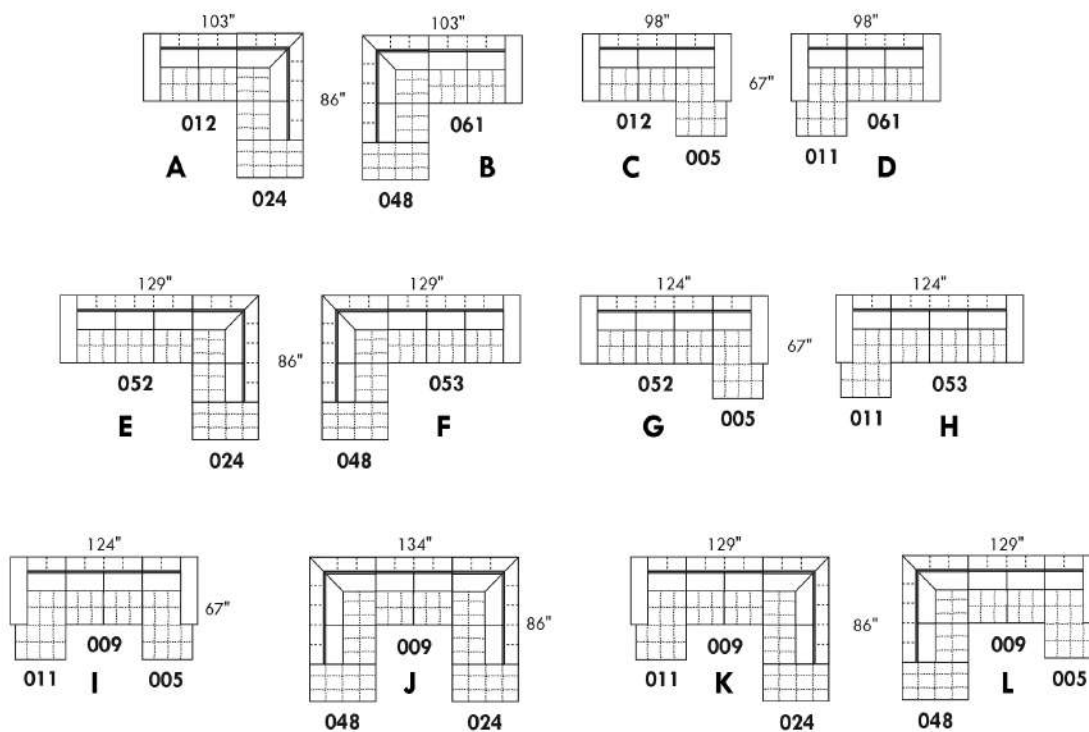 103" 103" 98" 98"
86" 67"
012 061 012 061
A B C D
005 011
024 048
129" 129" 124" 124"
86" 67"
052 053 052 053
E F G H
005 011
024 048
124" 134" 129" 129"
67" 86" 86"
009 009 009 009
011 I 005 J 011 K L 005
048 024 024 048